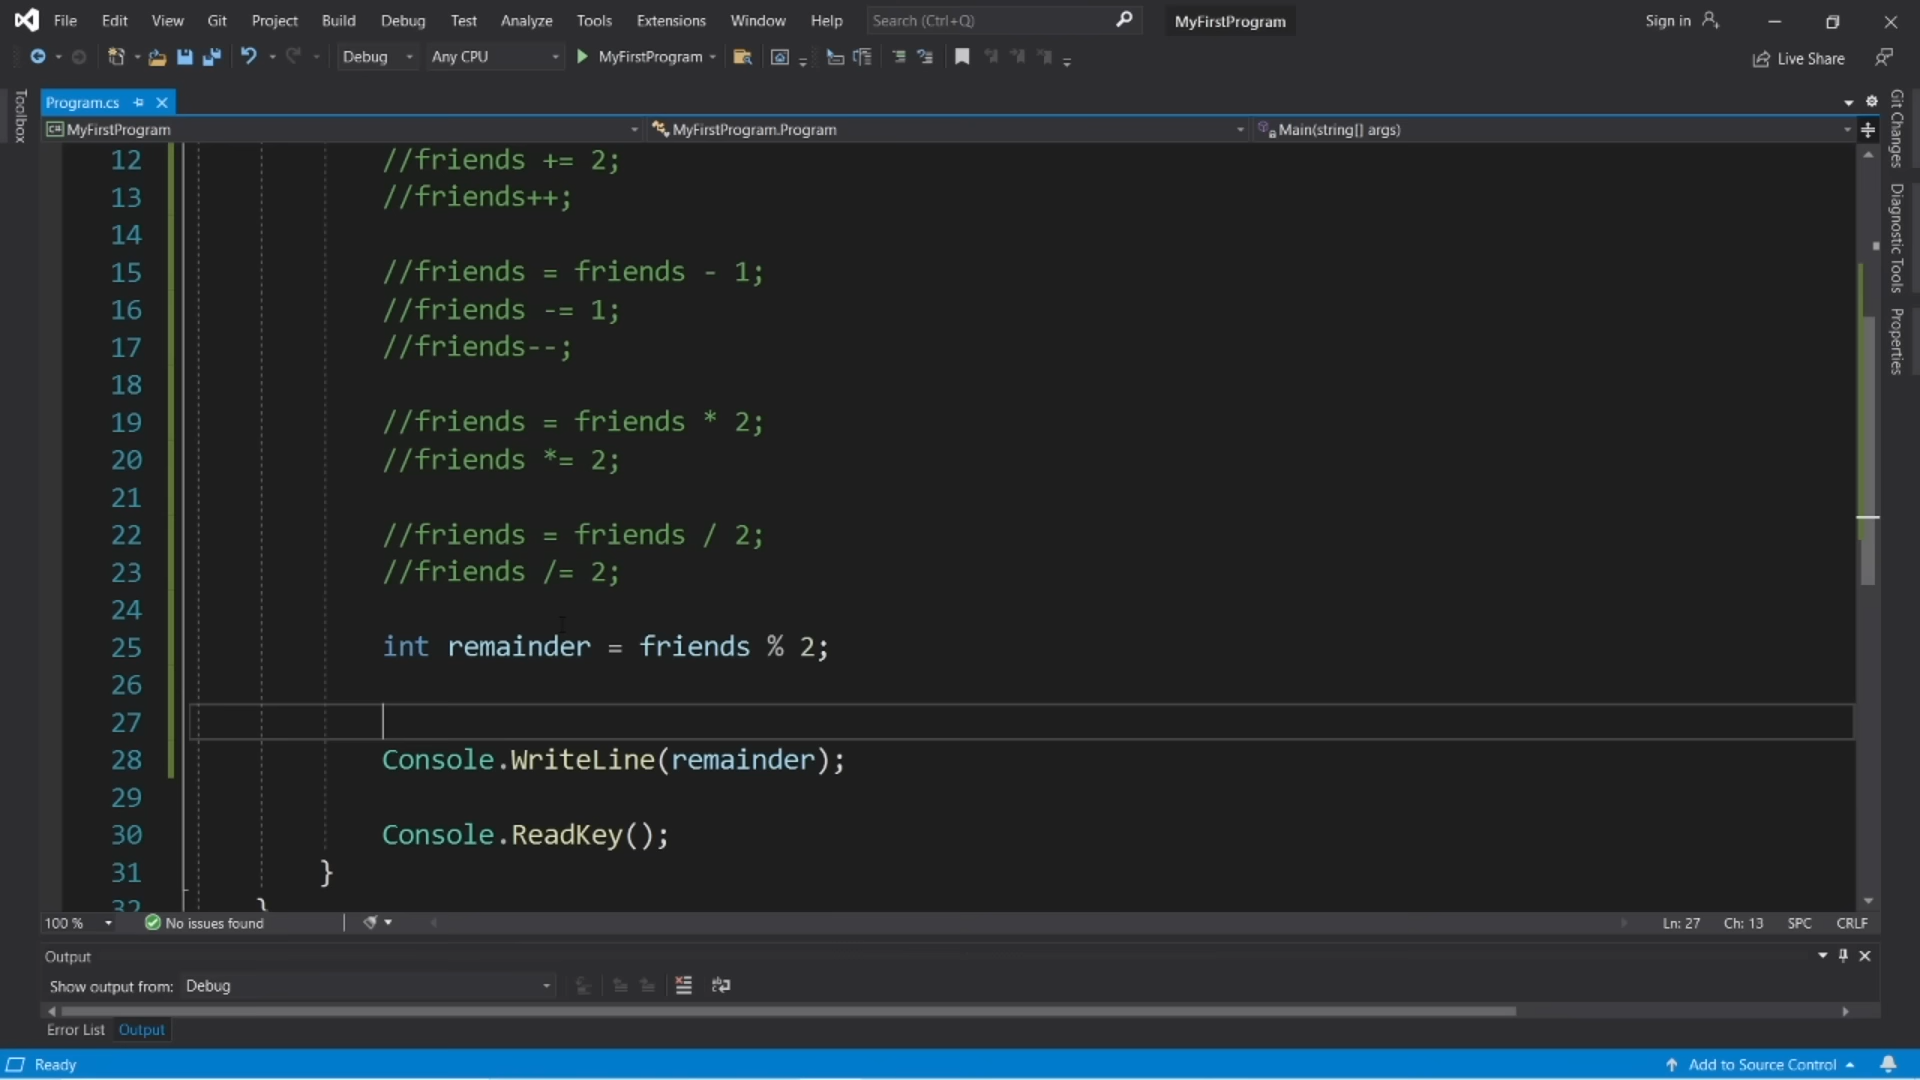 File Edit View Git Project Build Debug Test Analyze Tools Extensions Window Help Search (Ctrl+Q) MyFirstProgram Sign in
Debug Any CPU MyFirstProgram Live Share
Toolbox
Program.cs
MyFirstProgram MyFirstProgram.Program Main(string[] args)
Git Changes
Diagnostic Tools
Properties
12 //friends += 2;
13 //friends++;
14
15 //friends = friends - 1;
16 //friends -= 1;
17 //friends--;
18
19 //friends = friends * 2;
20 //friends *= 2;
21
22 //friends = friends / 2;
23 //friends /= 2;
24
25 int remainder = friends % 2;
26
27
28 Console.WriteLine(remainder);
29
30 Console.ReadKey();
31 }
32 }
100 % No issues found Ln: 27 Ch: 13 SPC CRLF
Output
Show output from: Debug
Error List Output
Ready Add to Source Control